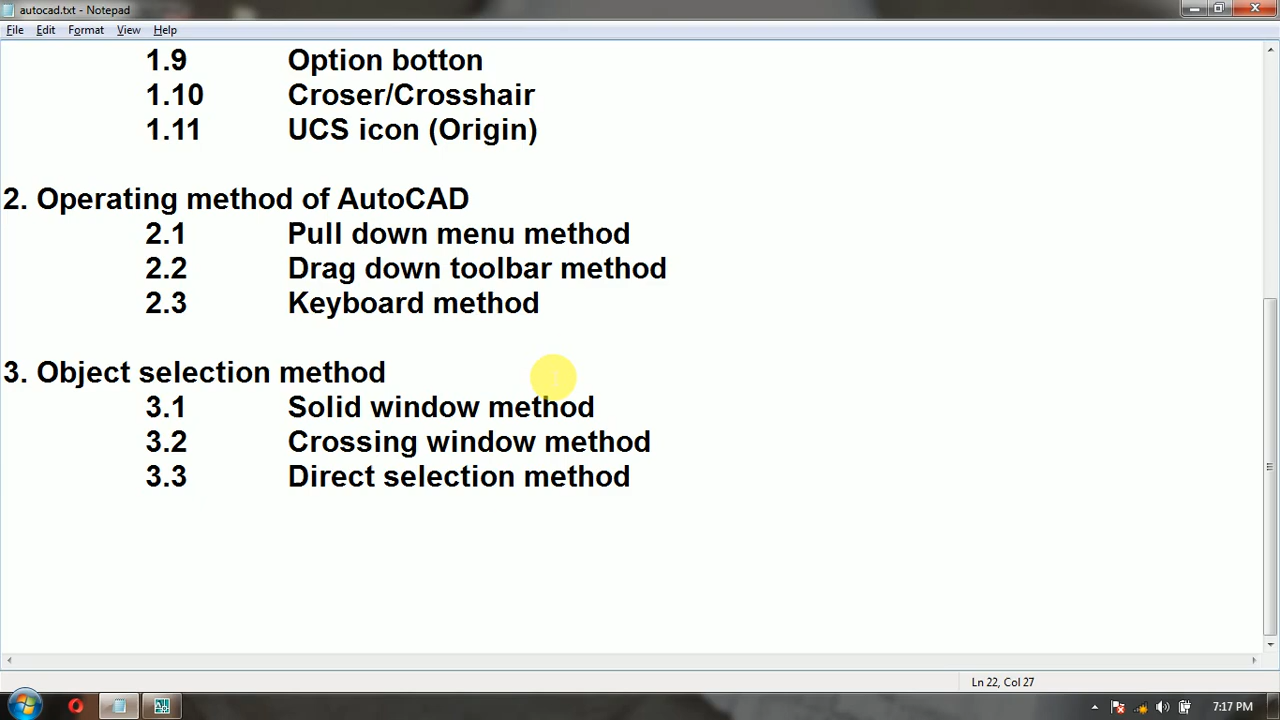 autocad.txt - Notepad
File Edit Format View Help
1.9 Option botton
1.10 Croser/Crosshair
1.11 UCS icon (Origin)
2. Operating method of AutoCAD
2.1 Pull down menu method
2.2 Drag down toolbar method
2.3 Keyboard method
3. Object selection method
3.1 Solid window method
3.2 Crossing window method
3.3 Direct selection method
Ln 22, Col 27
7:17 PM